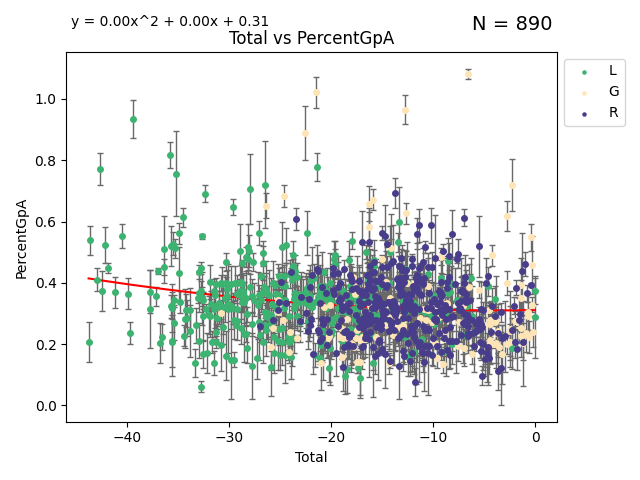 y = 0.00x^2 + 0.00x + 0.31
N = 890
Total vs PercentGpA
L
G
R
PercentGpA
1.0
0.8
0.6
0.4
0.2
0.0
−40
−30
−20
−10
0
Total